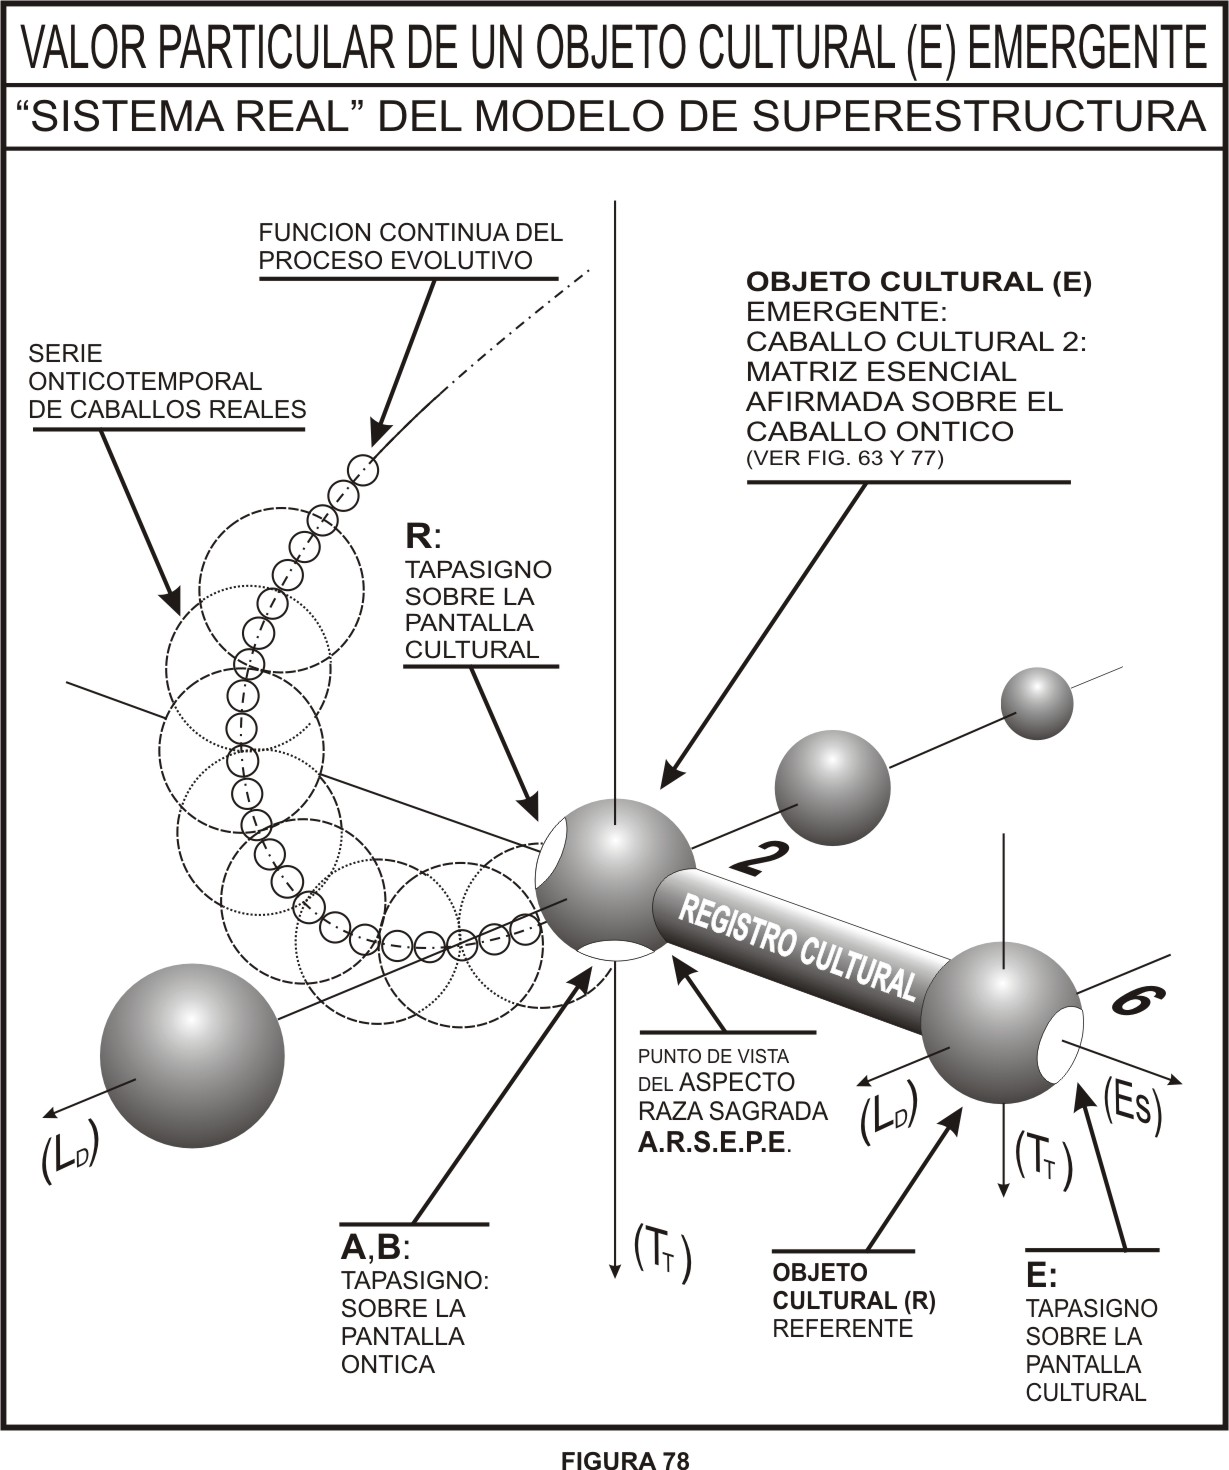 VALOR PARTICULAR DE UN OBJETO CULTURAL (E) EMERGENTE
“SISTEMA REAL” DEL MODELO DE SUPERESTRUCTURA
FUNCION CONTINUA DEL
PROCESO EVOLUTIVO
SERIE
ONTICOTEMPORAL
DE CABALLOS REALES
OBJETO CULTURAL (E)
EMERGENTE:
CABALLO CULTURAL 2:
MATRIZ ESENCIAL
AFIRMADA SOBRE EL
CABALLO ONTICO
(VER FIG. 63 Y 77)
R:
TAPASIGNO
SOBRE LA
PANTALLA
CULTURAL
2
REGISTRO CULTURAL
6
(LD)
(TT)
(Es)
(LD)
(TT)
PUNTO DE VISTA
DEL ASPECTO
RAZA SAGRADA
A.R.S.E.P.E.
A,B:
TAPASIGNO:
SOBRE LA
PANTALLA
ONTICA
OBJETO
CULTURAL (R)
REFERENTE
E:
TAPASIGNO
SOBRE LA
PANTALLA
CULTURAL
FIGURA 78